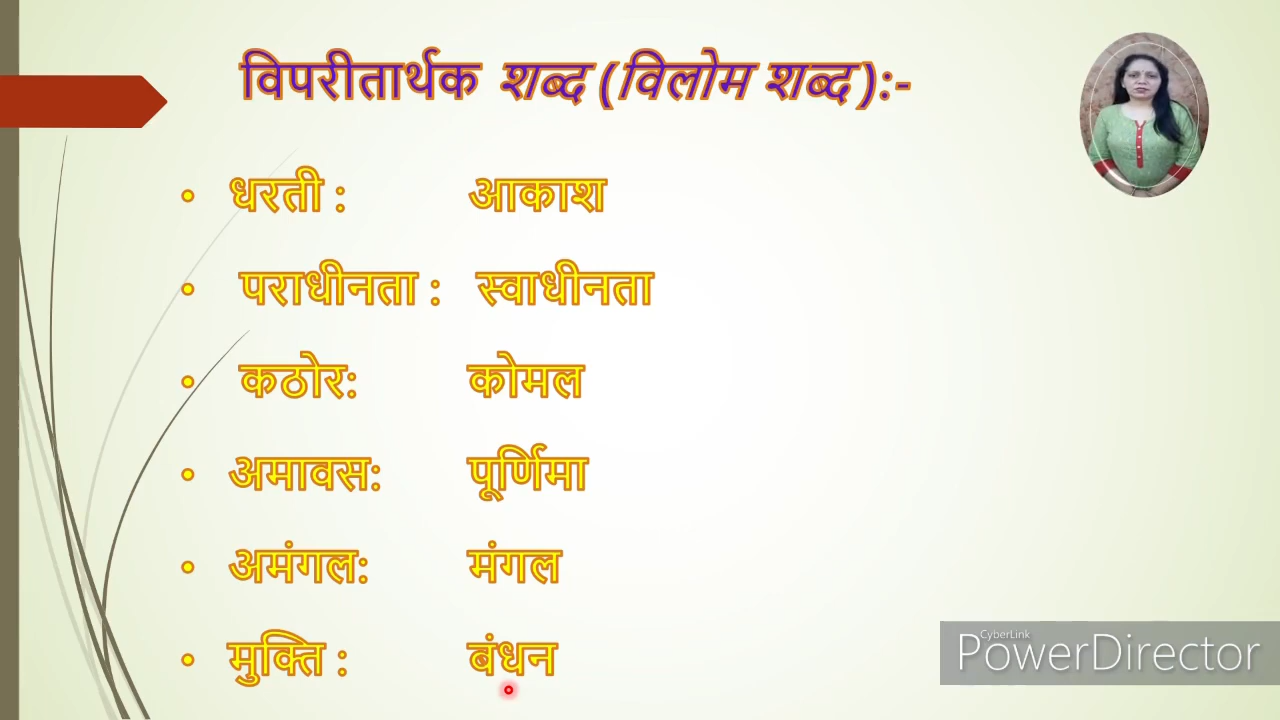 विपरीतार्थक शब्द (विलोम शब्द ):-
• धरती : आकाश
• पराधीनता : स्वाधीनता
• कठोर: कोमल
• अमावस: पूर्णिमा
• अमंगल: मंगल
• मुक्ति : बंधन
CyberLink
PowerDirector